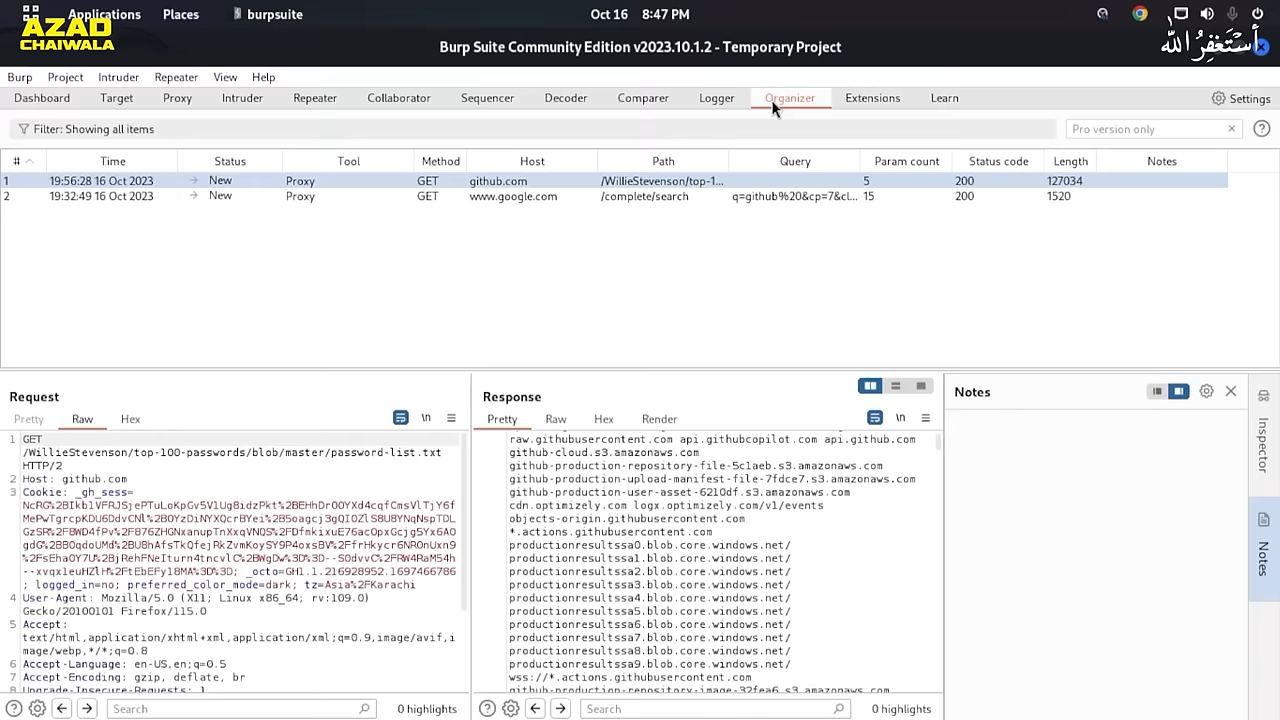 Applications Places burpsuite Oct 16 8:47 PM
AZAD
CHAIWALA
أستغفر الله
Burp Suite Community Edition v2023.10.1.2 - Temporary Project
Burp Project Intruder Repeater View Help
Dashboard Target Proxy Intruder Repeater Collaborator Sequencer Decoder Comparer Logger Organizer Extensions Learn Settings
Filter: Showing all items Pro version only
# Time Status Tool Method Host Path Query Param count Status code Length Notes
1 19:56:28 16 Oct 2023 New Proxy GET github.com /WillieStevenson/top-1... 5 200 127034
2 19:32:49 16 Oct 2023 New Proxy GET www.google.com /complete/search q=github%20&cp=7&cl... 15 200 1520
Request
Pretty Raw Hex \n
1 GET
/WillieStevenson/top-100-passwords/blob/master/password-list.txt
HTTP/2
2 Host: github.com
3 Cookie: _gh_sess=
; logged_in=no; preferred_color_mode=dark; tz=Asia%2FKarachi
4 User-Agent: Mozilla/5.0 (X11; Linux x86_64; rv:109.0)
Gecko/20100101 Firefox/115.0
5 Accept:
text/html,application/xhtml+xml,application/xml;q=0.9,image/avif,i
mage/webp,*/*;q=0.8
6 Accept-Language: en-US,en;q=0.5
7 Accept-Encoding: gzip, deflate, br
8 Upgrade-Insecure-Requests: 1
Search 0 highlights
Response
Pretty Raw Hex Render \n
raw.githubusercontent.com api.githubcopilot.com api.github.com
github-cloud.s3.amazonaws.com
github-production-repository-file-5c1aeb.s3.amazonaws.com
github-production-upload-manifest-file-7fdce7.s3.amazonaws.com
github-production-user-asset-6210df.s3.amazonaws.com
cdn.optimizely.com logx.optimizely.com/v1/events
objects-origin.githubusercontent.com
*.actions.githubusercontent.com
productionresultssa0.blob.core.windows.net/
productionresultssa1.blob.core.windows.net/
productionresultssa2.blob.core.windows.net/
productionresultssa3.blob.core.windows.net/
productionresultssa4.blob.core.windows.net/
productionresultssa5.blob.core.windows.net/
productionresultssa6.blob.core.windows.net/
productionresultssa7.blob.core.windows.net/
productionresultssa8.blob.core.windows.net/
productionresultssa9.blob.core.windows.net/
wss://*.actions.githubusercontent.com
github-production-repository-image-32fea6.s3.amazonaws.com
Search 0 highlights
Notes
Inspector
Notes